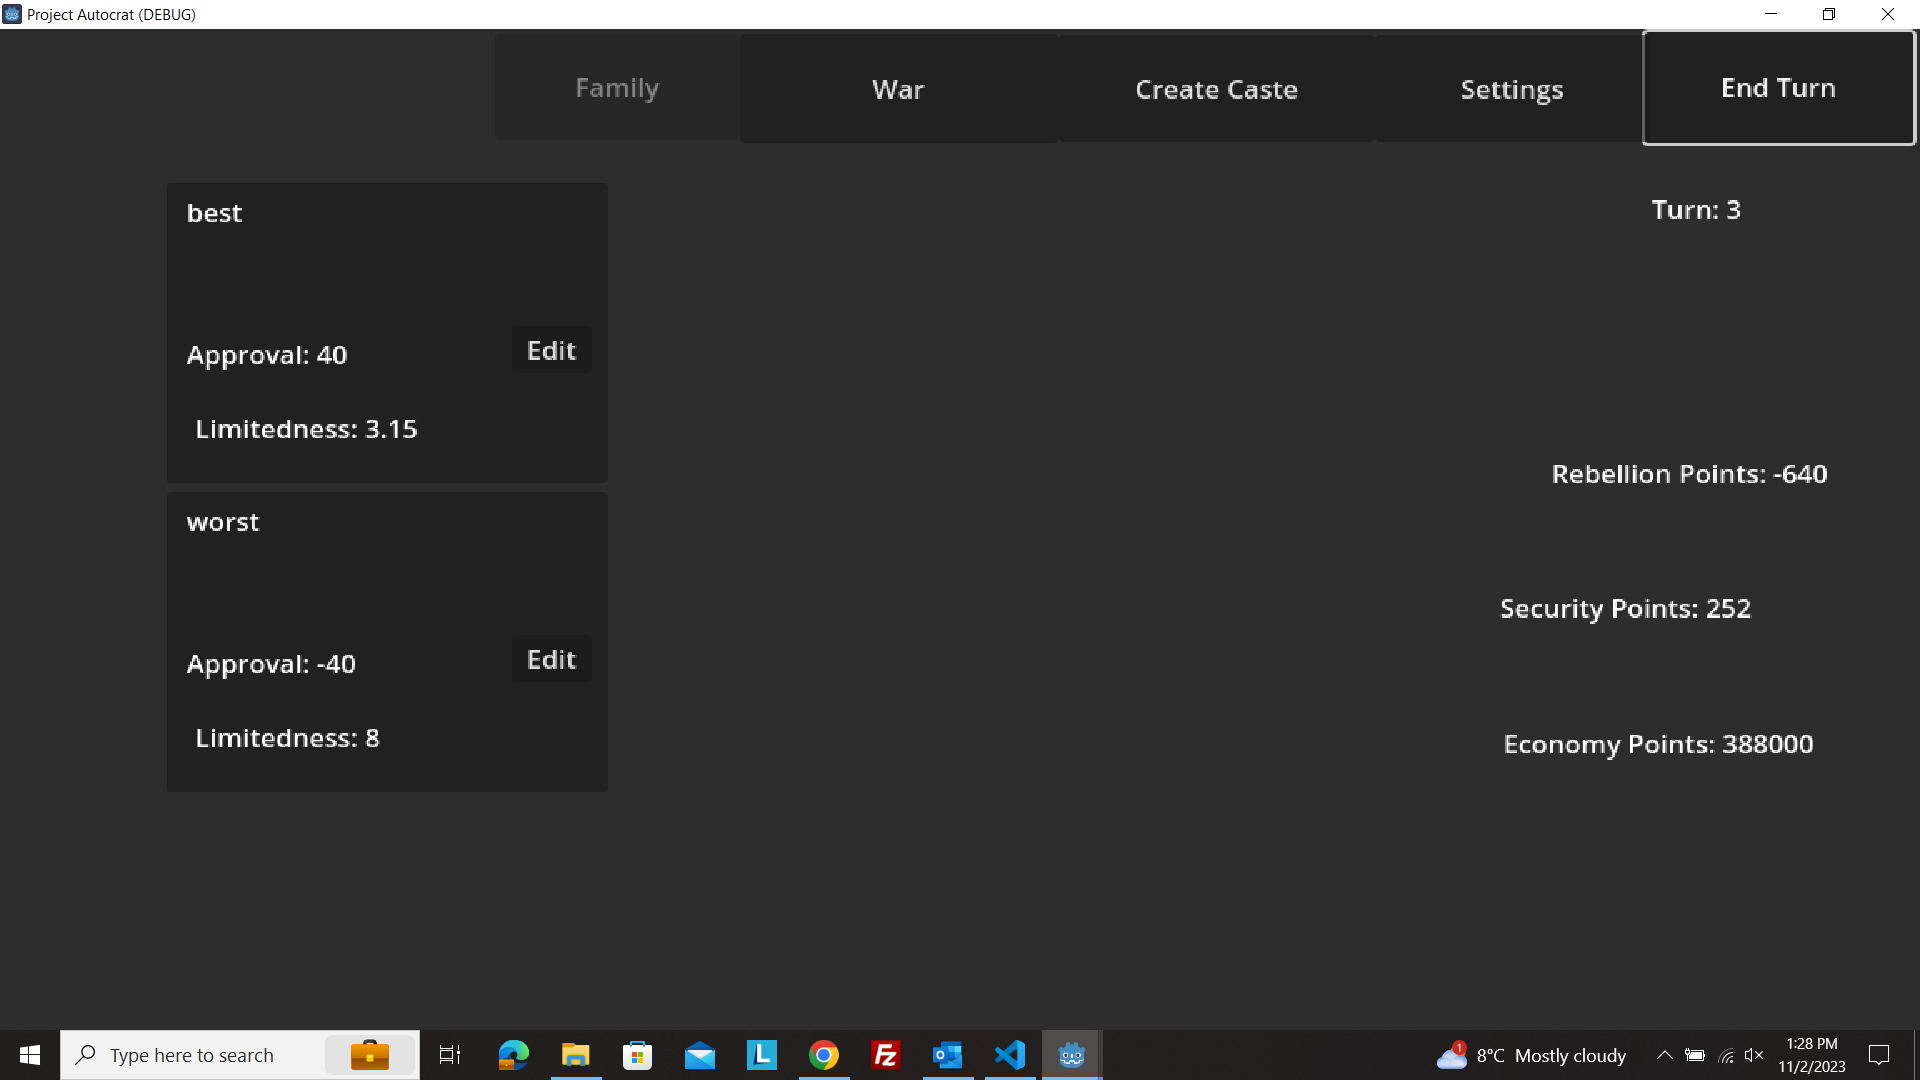 Project Autocrat (DEBUG)
Family War Create Caste Settings End Turn
best
Turn: 3
Approval: 40 Edit
Limitedness: 3.15
Rebellion Points: -640
worst
Security Points: 252
Approval: -40 Edit
Limitedness: 8
Economy Points: 388000
Type here to search
L
Fz
1
8°C Mostly cloudy
1:28 PM
11/2/2023